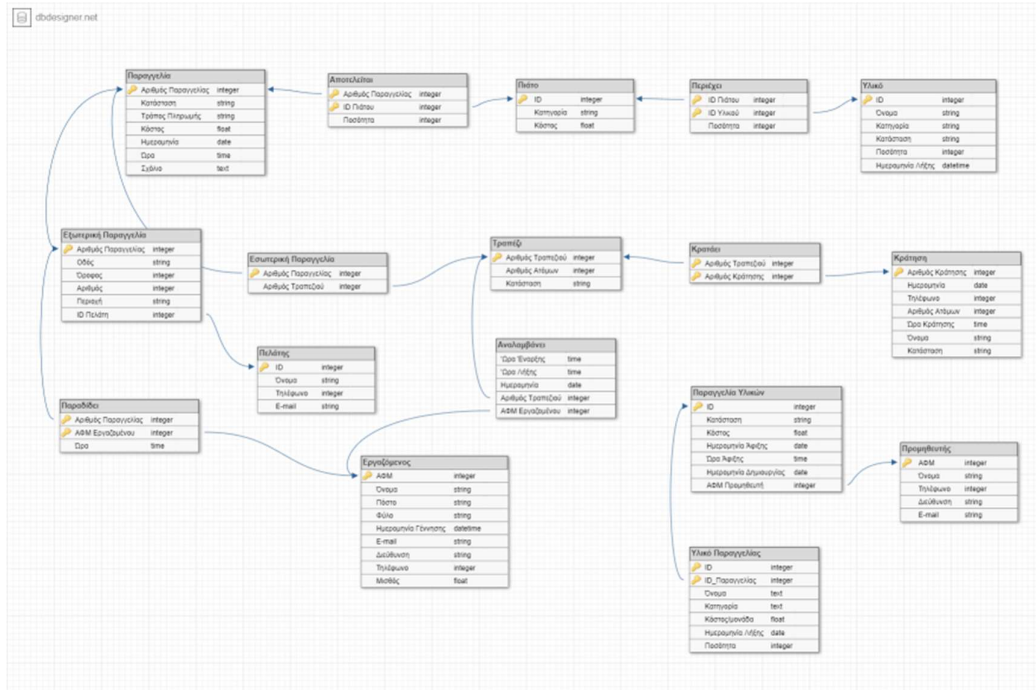 dbdesigner.net
Παραγγελία
Αριθμός Παραγγελίας integer
Κατάσταση string
Τρόπος Πληρωμής string
Κόστος float
Ημερομηνία date
Ώρα time
Σχόλιο text
Αποτελείται
Αριθμός Παραγγελίας integer
ID Πιάτου integer
Ποσότητα integer
Πιάτο
ID integer
Κατηγορία string
Κόστος float
Περιέχει
ID Πιάτου integer
ID Υλικού integer
Ποσότητα integer
Υλικό
ID integer
Όνομα string
Κατηγορία string
Κατάσταση string
Ποσότητα integer
Ημερομηνία Λήξης datetime
Εξωτερική Παραγγελία
Αριθμός Παραγγελίας integer
Οδός string
Όροφος integer
Αριθμός integer
Περιοχή string
ID Πελάτη integer
Εσωτερική Παραγγελία
Αριθμός Παραγγελίας integer
Αριθμός Τραπεζιού integer
Τραπέζι
Αριθμός Τραπεζιού integer
Αριθμός Ατόμων integer
Κατάσταση string
Κρατάει
Αριθμός Τραπεζιού integer
Αριθμός Κράτησης integer
Κράτηση
Αριθμός Κράτησης integer
Ημερομηνία date
Τηλέφωνο integer
Αριθμός Ατόμων integer
Ώρα Κράτησης time
Όνομα string
Κατάσταση string
Πελάτης
ID integer
Όνομα string
Τηλέφωνο integer
E-mail string
Αναλαμβάνει
Ώρα Έναρξης time
Ώρα Λήξης time
Ημερομηνία date
Αριθμός Τραπεζιού integer
ΑΦΜ Εργαζομένου integer
Παραδίδει
Αριθμός Παραγγελίας integer
ΑΦΜ Εργαζομένου integer
Ώρα time
Εργαζόμενος
ΑΦΜ integer
Όνομα string
Πόστο string
Φύλο string
Ημερομηνία Γέννησης datetime
E-mail string
Διεύθυνση string
Τηλέφωνο integer
Μισθός float
Παραγγελία Υλικών
ID integer
Κατάσταση string
Κόστος float
Ημερομηνία Άφιξης date
Ώρα Άφιξης time
Ημερομηνία Δημιουργίας date
ΑΦΜ Προμηθευτή integer
Προμηθευτής
ΑΦΜ integer
Όνομα string
Τηλέφωνο integer
Διεύθυνση string
E-mail string
Υλικό Παραγγελίας
ID integer
ID_Παραγγελίας integer
Όνομα text
Κατηγορία text
Κόστος/μονάδα float
Ημερομηνία Λήξης date
Ποσότητα integer